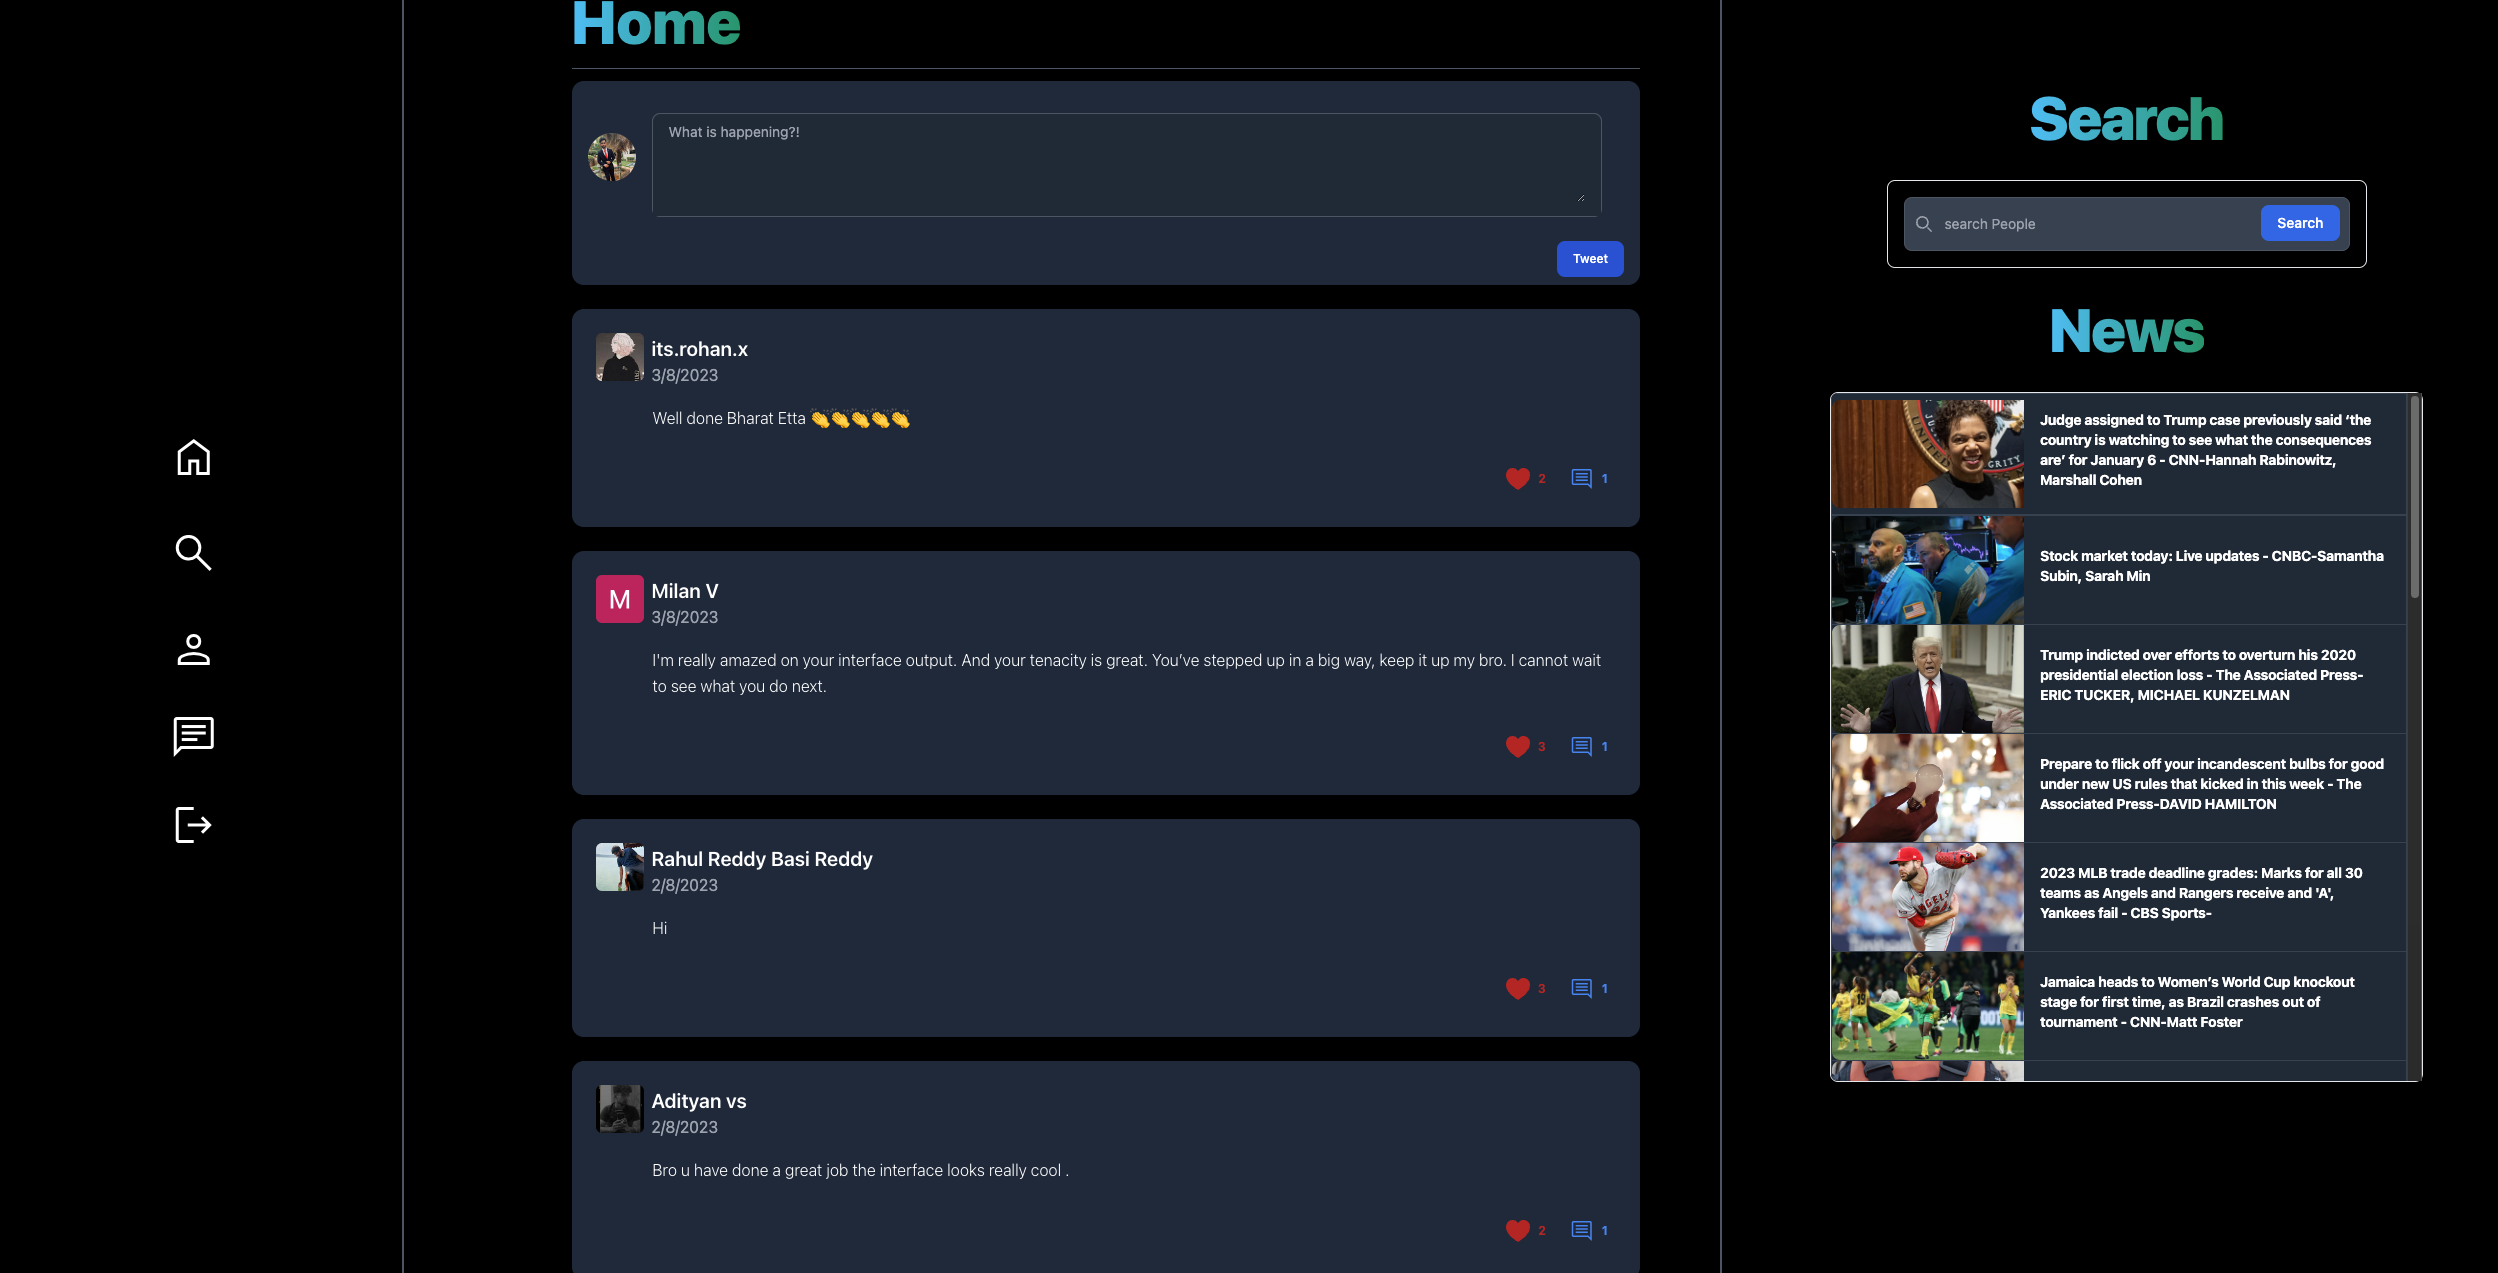 Home
What is happening?!
Tweet
its.rohan.x
3/8/2023
Well done Bharat Etta 👏👏👏👏👏
2
1
M
Milan V
3/8/2023
I'm really amazed on your interface output. And your tenacity is great. You've stepped up in a big way, keep it up my bro. I cannot wait
to see what you do next.
3
1
Rahul Reddy Basi Reddy
2/8/2023
Hi
3
1
Adityan vs
2/8/2023
Bro u have done a great job the interface looks really cool .
2
1
Search
search People
Search
News
Judge assigned to Trump case previously said ‘the
country is watching to see what the consequences
are’ for January 6 - CNN-Hannah Rabinowitz,
Marshall Cohen
Stock market today: Live updates - CNBC-Samantha
Subin, Sarah Min
Trump indicted over efforts to overturn his 2020
presidential election loss - The Associated Press-
ERIC TUCKER, MICHAEL KUNZELMAN
Prepare to flick off your incandescent bulbs for good
under new US rules that kicked in this week - The
Associated Press-DAVID HAMILTON
2023 MLB trade deadline grades: Marks for all 30
teams as Angels and Rangers receive and 'A',
Yankees fail - CBS Sports-
Jamaica heads to Women’s World Cup knockout
stage for first time, as Brazil crashes out of
tournament - CNN-Matt Foster